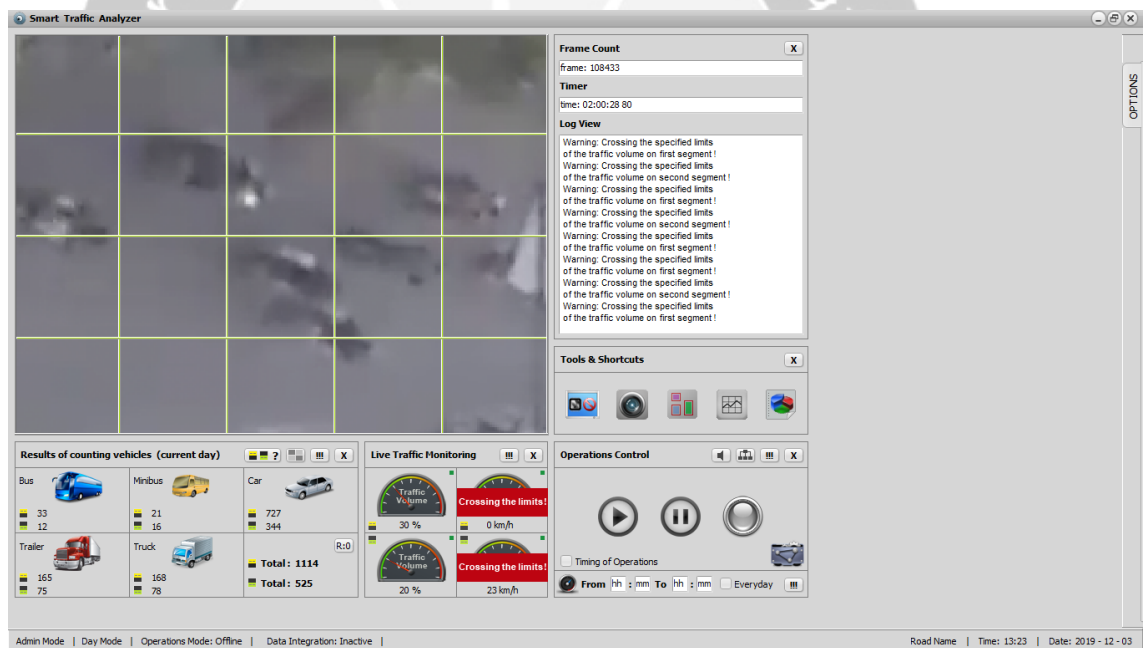 Smart Traffic Analyzer
Frame Count
X
frame: 108433
Timer
time: 02:00:28 80
Log View
Warning: Crossing the specified limits
of the traffic volume on first segment !
Warning: Crossing the specified limits
of the traffic volume on second segment !
Warning: Crossing the specified limits
of the traffic volume on first segment !
Warning: Crossing the specified limits
of the traffic volume on second segment !
Warning: Crossing the specified limits
of the traffic volume on first segment !
Warning: Crossing the specified limits
of the traffic volume on first segment !
Warning: Crossing the specified limits
of the traffic volume on second segment !
Warning: Crossing the specified limits
of the traffic volume on first segment !
OPTIONS
Tools & Shortcuts
X
Results of counting vehicles (current day)
? !!! X
Bus
33
12
Minibus
21
16
Car
727
344
Trailer
165
75
Truck
168
78
R:0
Total : 1114
Total : 525
Live Traffic Monitoring
!!! X
Traffic
Volume
30 %
Crossing the limits!
0 km/h
Traffic
Volume
20 %
Crossing the limits!
23 km/h
Operations Control
!!! X
Timing of Operations
From hh : mm To hh : mm Everyday !!!
Admin Mode | Day Mode | Operations Mode: Offline | Data Integration: Inactive |
Road Name | Time: 13:23 | Date: 2019 - 12 - 03